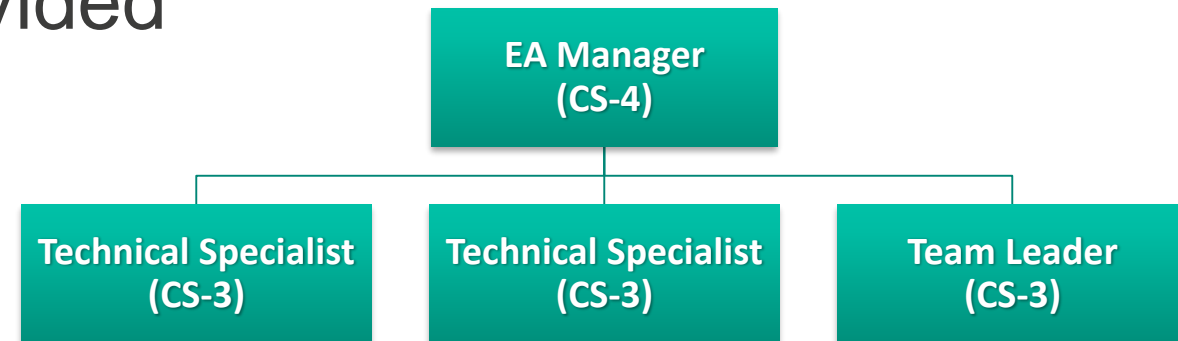 EA Manager
(CS-4)
Technical Specialist
(CS-3)
Technical Specialist
(CS-3)
Team Leader
(CS-3)